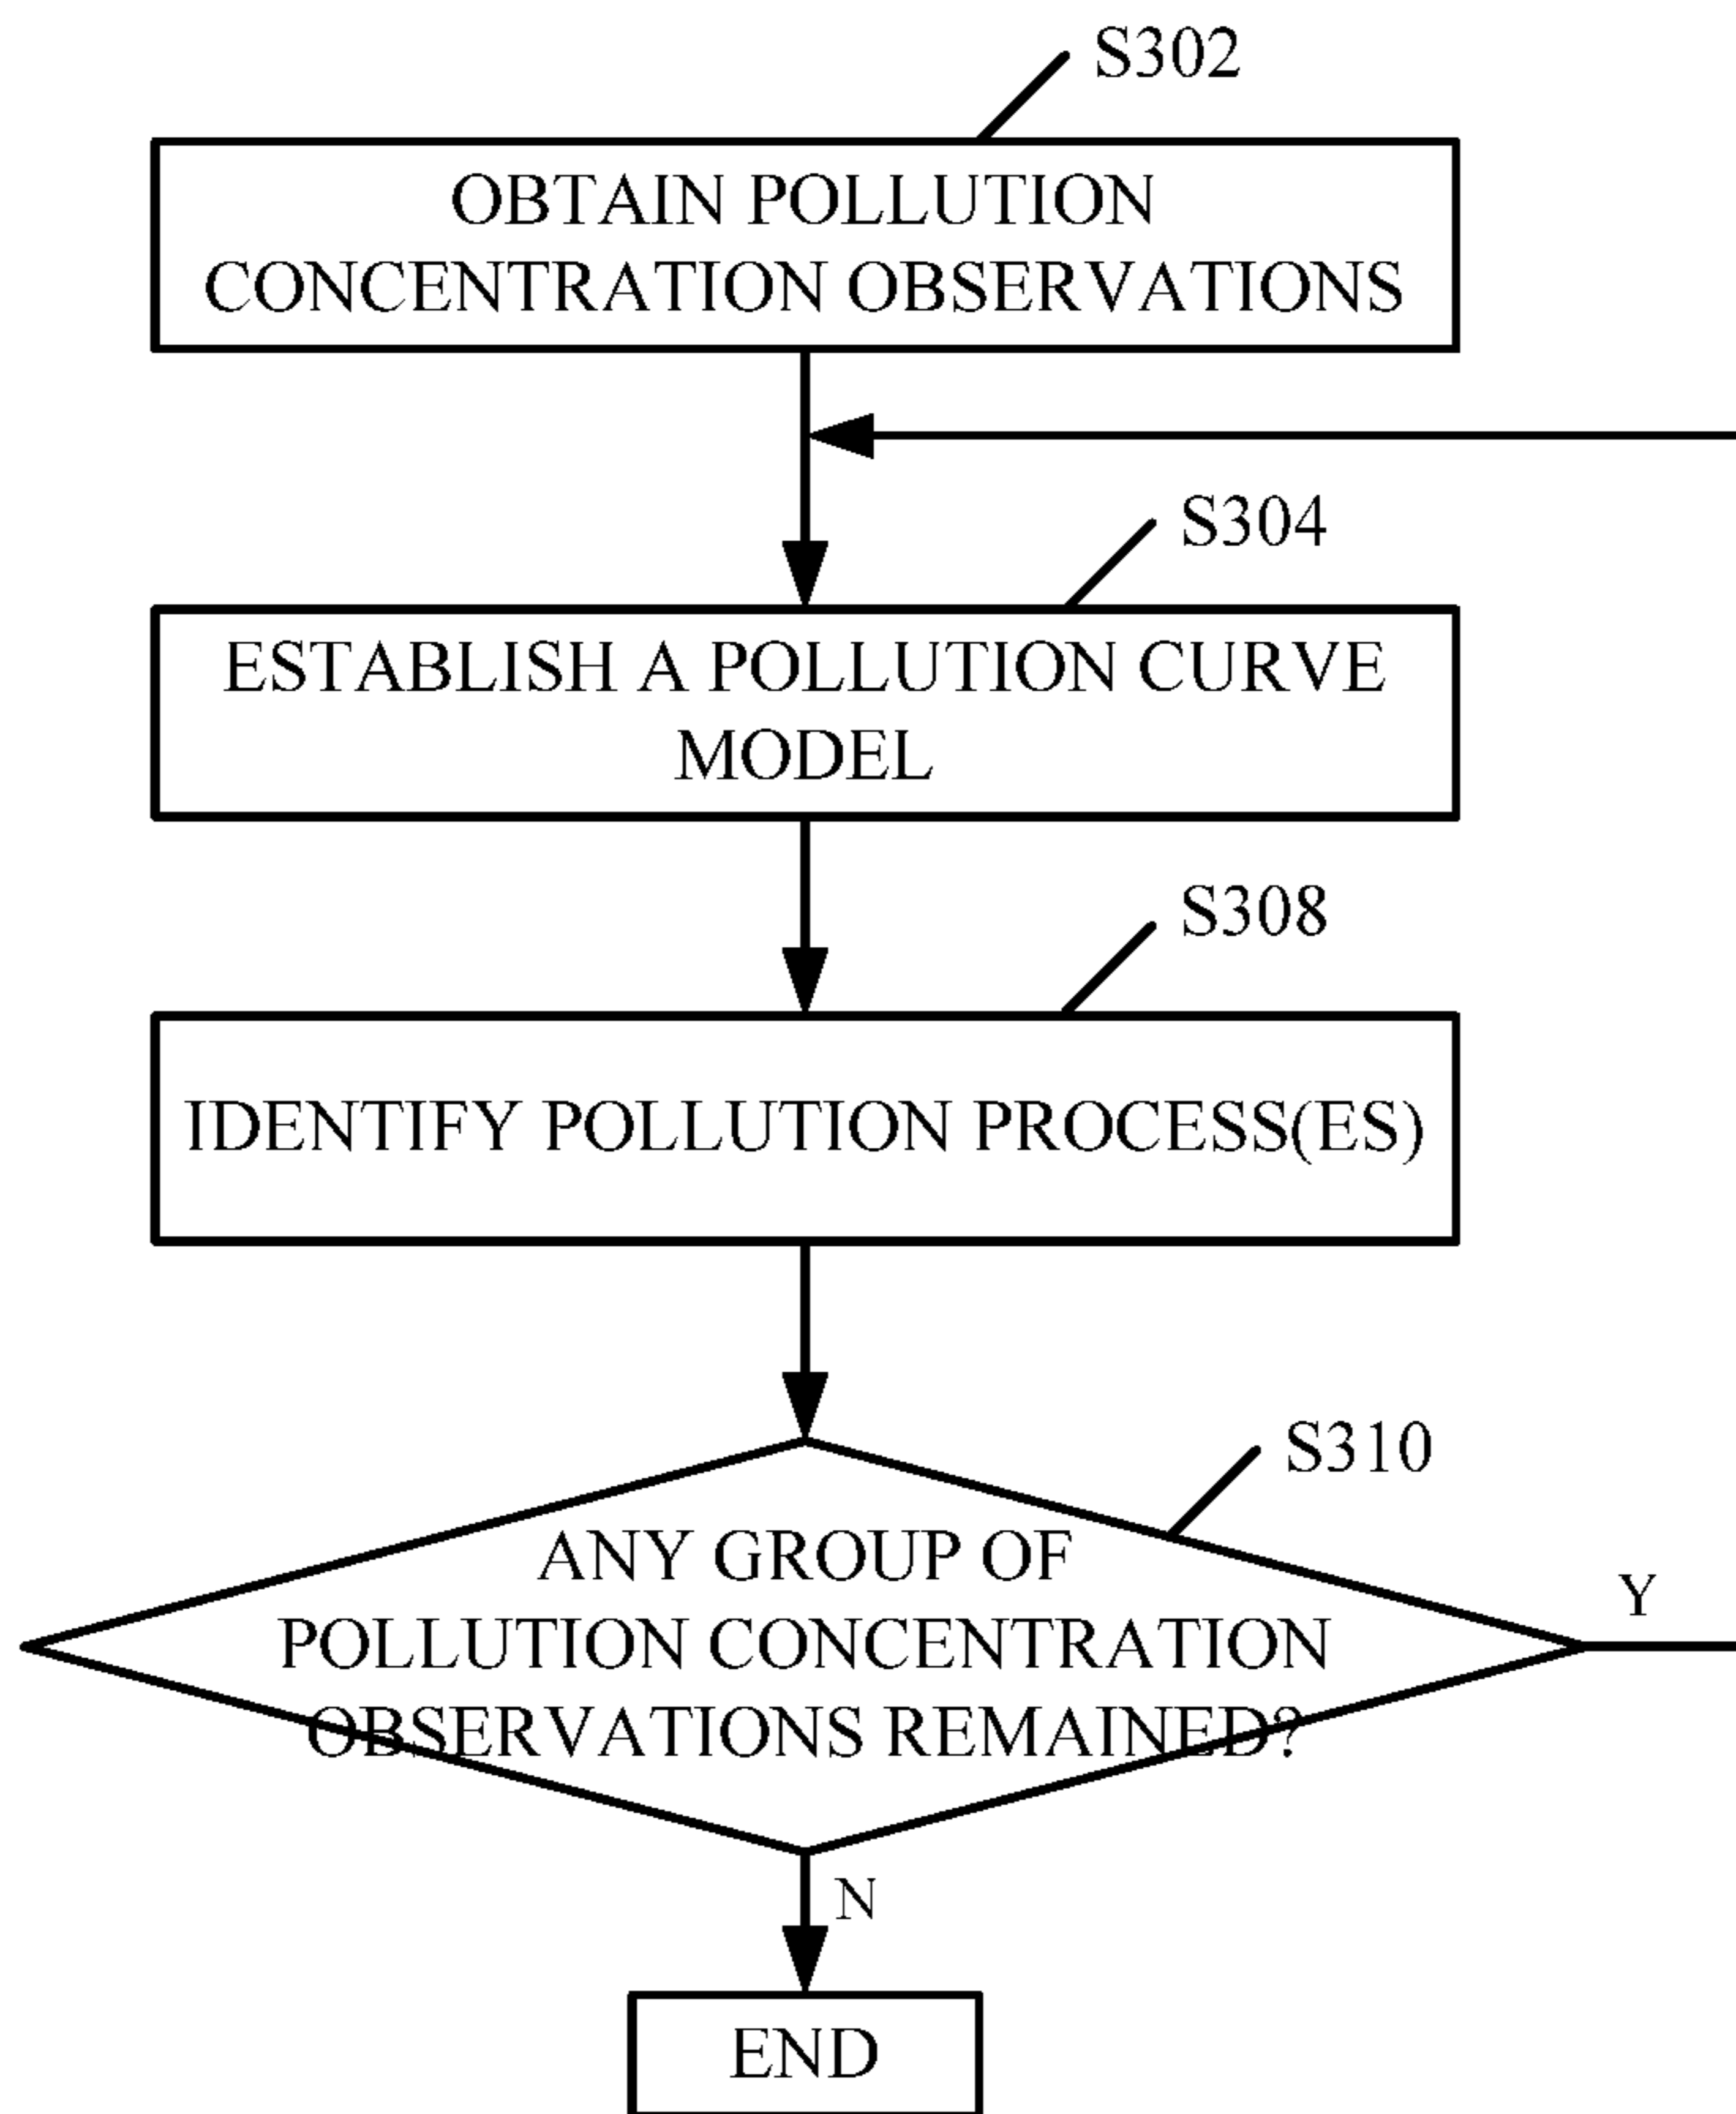 S302
OBTAIN POLLUTION
CONCENTRATION OBSERVATIONS
S304
ESTABLISH A POLLUTION CURVE
MODEL
S308
IDENTIFY POLLUTION PROCESS(ES)
S310
ANY GROUP OF
POLLUTION CONCENTRATION
OBSERVATIONS REMAINED?
Y
N
END